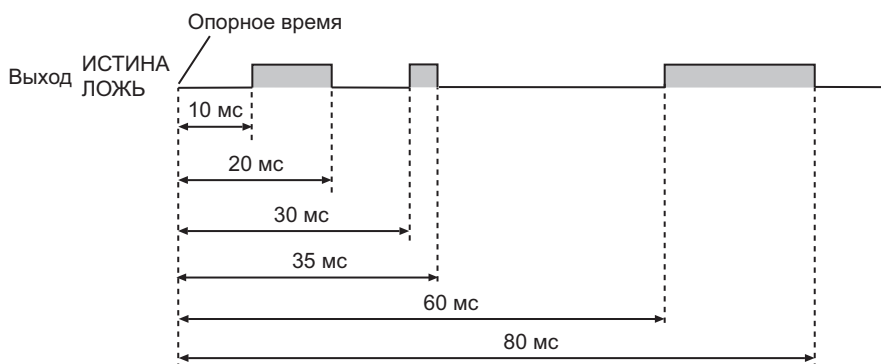 Опорное время
Выход
ИСТИНА
ЛОЖЬ
10 мс
20 мс
30 мс
35 мс
60 мс
80 мс